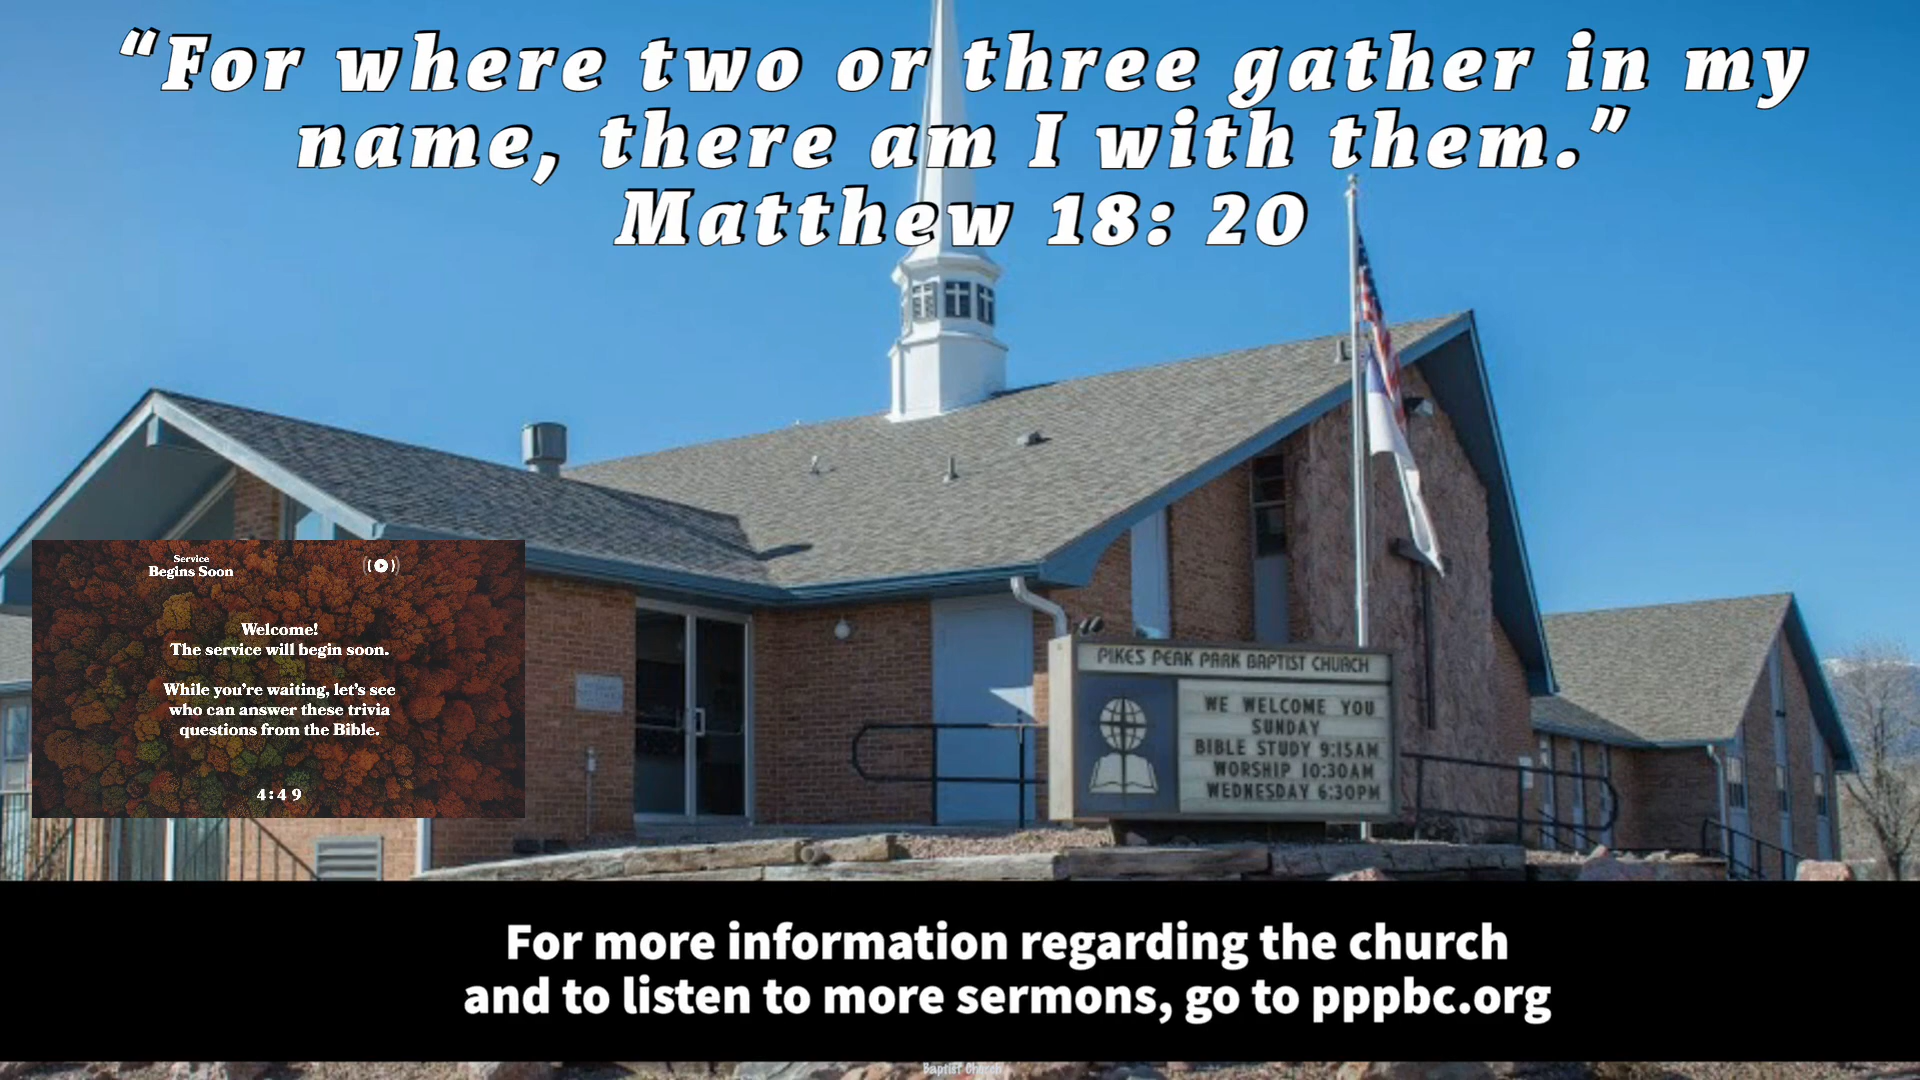 “For where two or three gather in my
name, there am I with them.”
Matthew 18: 20
Service
Begins Soon
Welcome!
The service will begin soon.
While you’re waiting, let’s see
who can answer these trivia
questions from the Bible.
4:49
PIKES PEAK PARK BAPTIST CHURCH
WE WELCOME YOU
SUNDAY
BIBLE STUDY 9:15AM
WORSHIP 10:30AM
WEDNESDAY 6:30PM
For more information regarding the church
and to listen to more sermons, go to pppbc.org
Baptist Church